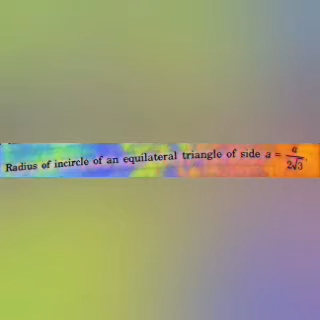 Radius of incircle of an equilateral triangle of side a = a/(2√3).